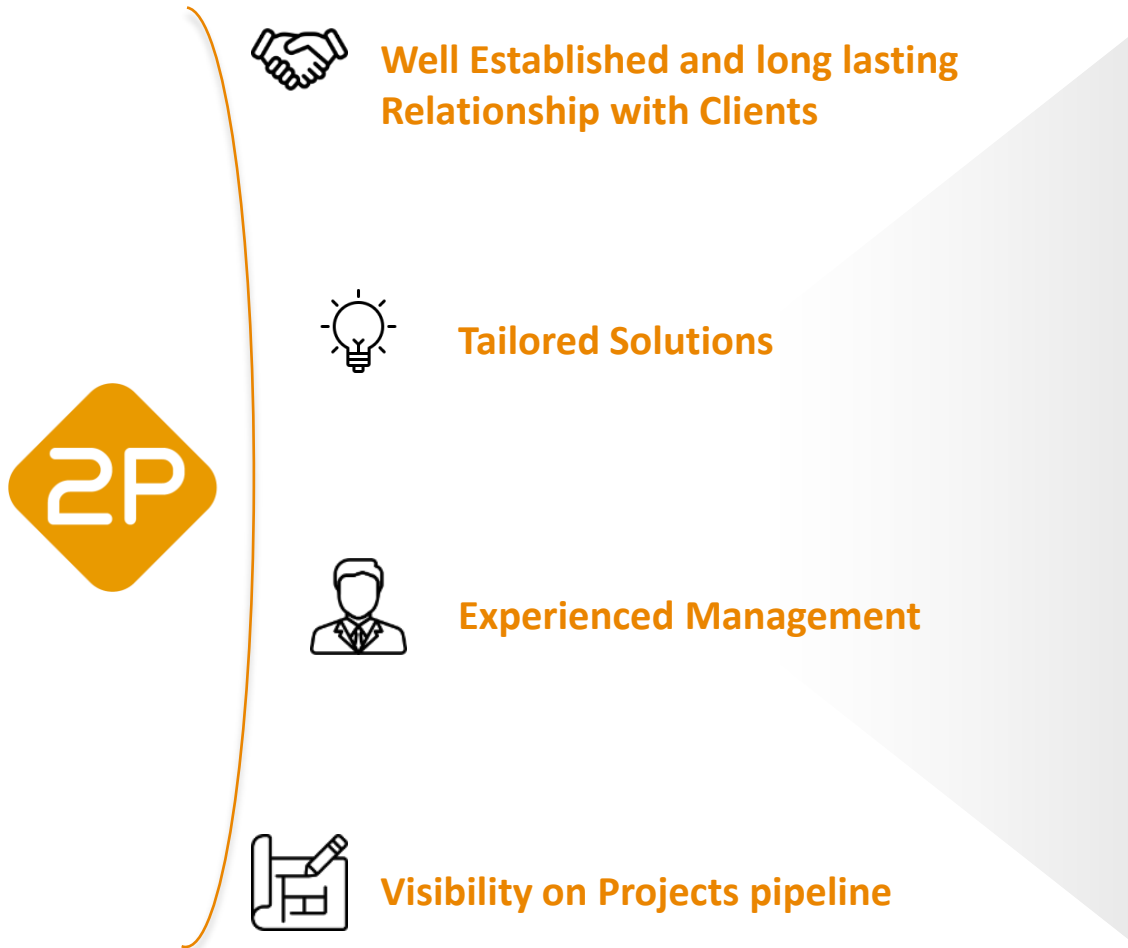 Well Established and long lasting
Relationship with Clients
Tailored Solutions
2P
Experienced Management
Visibility on Projects pipeline